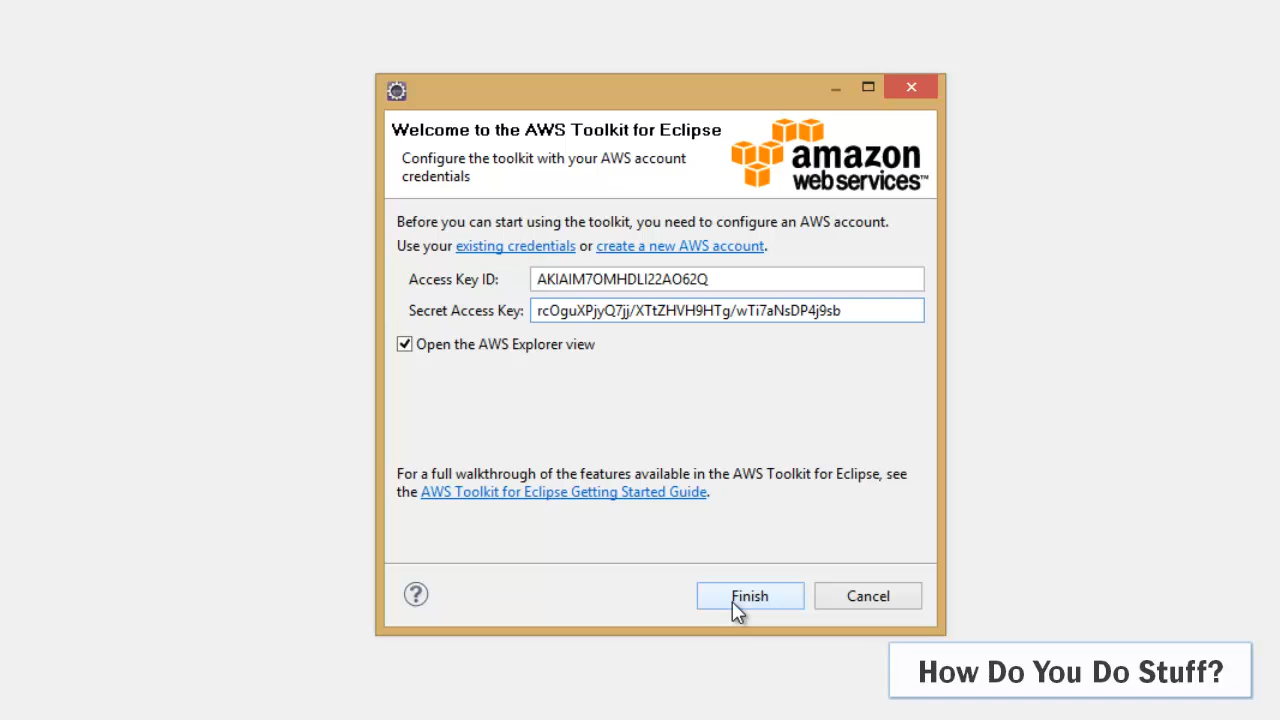 Welcome to the AWS Toolkit for Eclipse
Configure the toolkit with your AWS account
credentials
amazon
web services™
Before you can start using the toolkit, you need to configure an AWS account.
Use your existing credentials or create a new AWS account.
Access Key ID: AKIAIM7OMHDLI22AO62Q
Secret Access Key: rcOguXPjyQ7jj/XTtZHVH9HTg/wTi7aNsDP4j9sb
Open the AWS Explorer view
For a full walkthrough of the features available in the AWS Toolkit for Eclipse, see
the AWS Toolkit for Eclipse Getting Started Guide.
? Finish Cancel
How Do You Do Stuff?